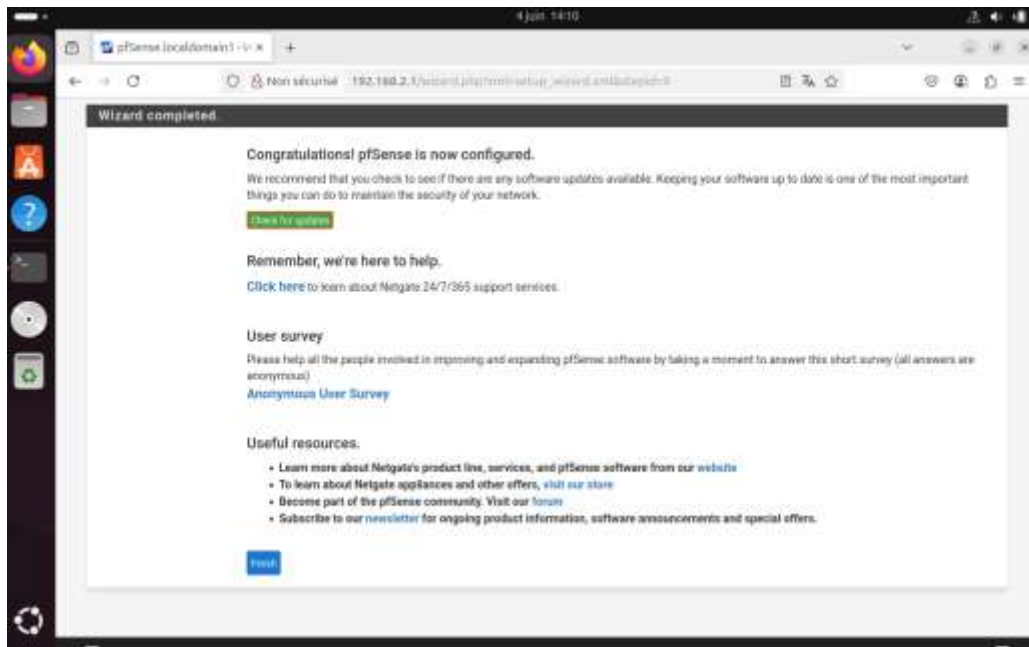 4 juin 14:10
pfSense.localdomain1 -
Non sécurisé 192.168.2.1/wizard.php?xml=setup_wizard.xml&stepid=9
Wizard completed.
Congratulations! pfSense is now configured.
We recommend that you check to see if there are any software updates available. Keeping your software up to date is one of the most important
things you can do to maintain the security of your network.
Check for updates
Remember, we're here to help.
Click here to learn about Netgate 24/7/365 support services.
User survey
Please help all the people involved in improving and expanding pfSense software by taking a moment to answer this short survey (all answers are
anonymous)
Anonymous User Survey
Useful resources.
• Learn more about Netgate's product line, services, and pfSense software from our website
• To learn about Netgate appliances and other offers, visit our store
• Become part of the pfSense community. Visit our forum
• Subscribe to our newsletter for ongoing product information, software announcements and special offers.
Finish